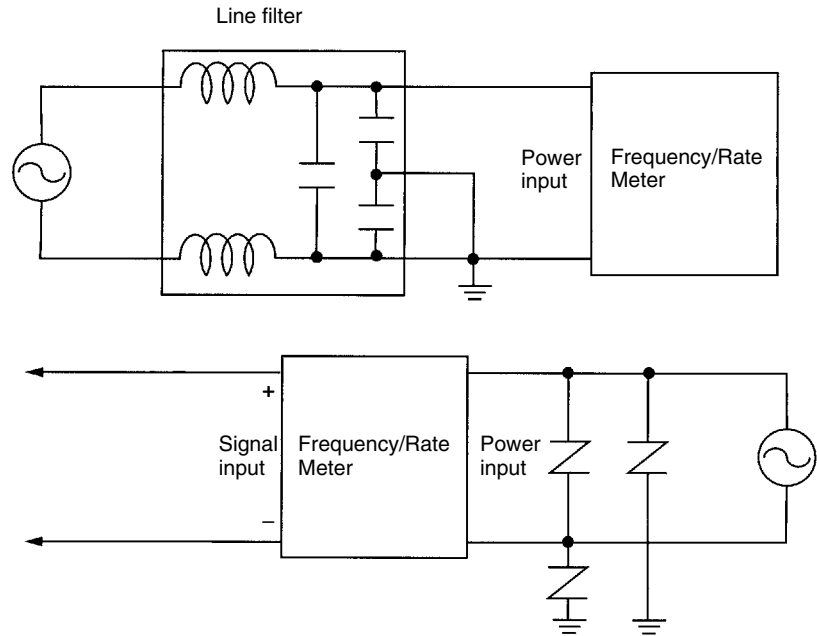 Line filter
Power
input
Frequency/Rate
Meter
+
Signal
input
Frequency/Rate
Meter
Power
input
−